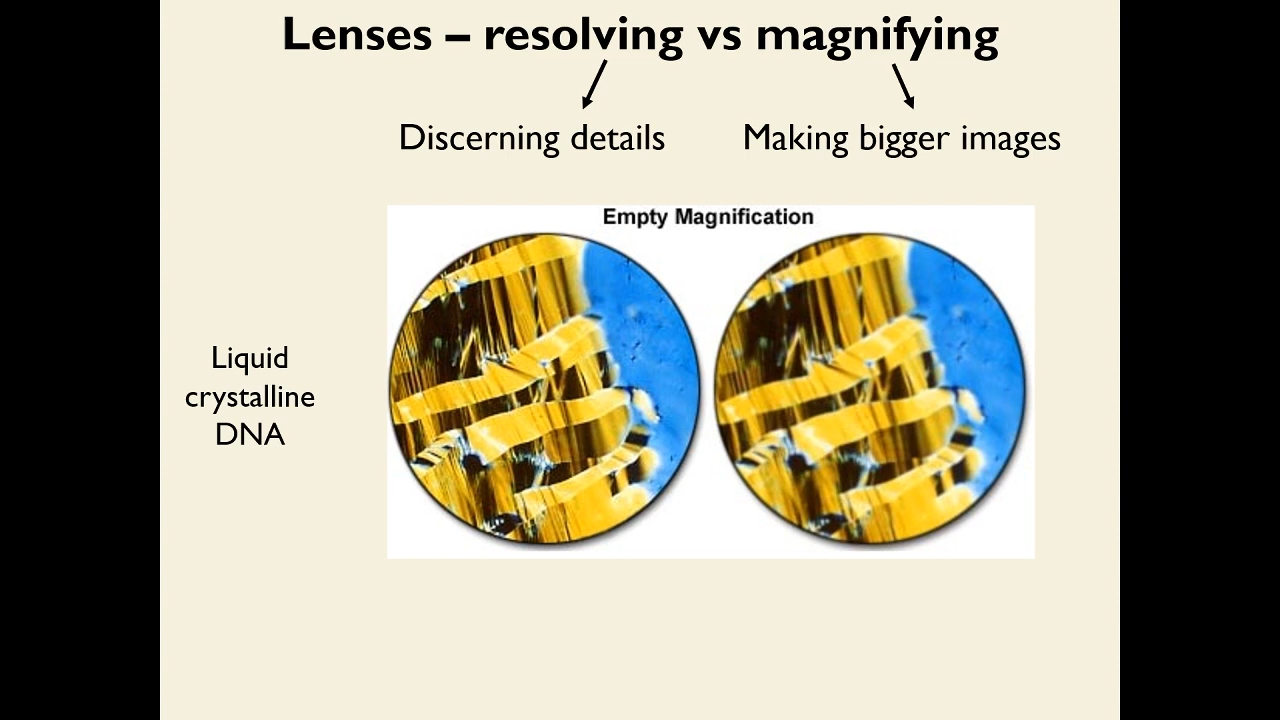 Lenses – resolving vs magnifying
Discerning details
Making bigger images
Empty Magnification
Liquid
crystalline
DNA